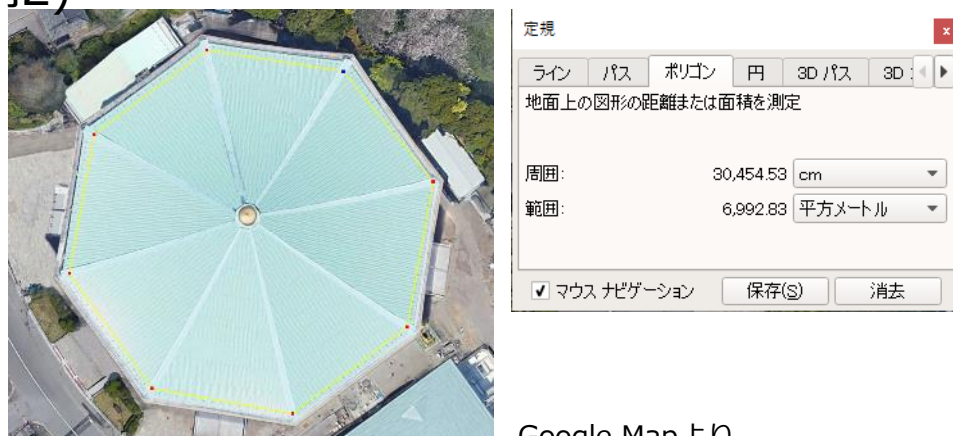 定規
ライン パス ポリゴン 円 3D パス 3D
地面上の図形の距離または面積を測定
周囲: 30,454.53 cm
範囲: 6,992.83 平方メートル
マウス ナビゲーション 保存(S) 消去
Google Map より